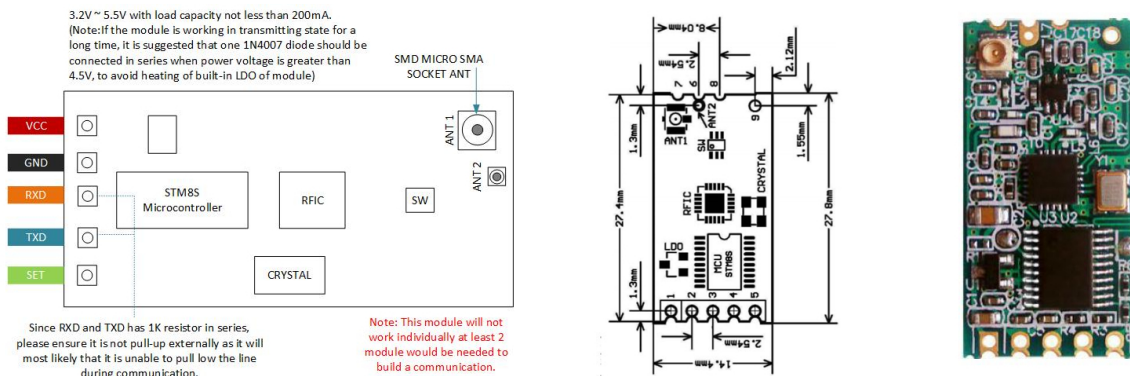 3.2V ~ 5.5V with load capacity not less than 200mA.
(Note:If the module is working in transmitting state for a
long time, it is suggested that one 1N4007 diode should be
connected in series when power voltage is greater than
4.5V, to avoid heating of built-in LDO of module)
SMD MICRO SMA
SOCKET ANT
VCC
GND
RXD
TXD
SET
STM8S
Microcontroller
RFIC
SW
CRYSTAL
ANT 1
ANT 2
Since RXD and TXD has 1K resistor in series,
please ensure it is not pull-up externally as it will
most likely that it is unable to pull low the line
during communication.
Note: This module will not
work individually at least 2
module would be needed to
build a communication.
8.04mm
2.54mm
2.12mm
7 6 8
9
1.3mm
1.55mm
ANT1
ANT2
SW
CRYSTAL
RFIC
27.4mm
27.8mm
LDO
MCU
STM8S
1.3mm
1 2 3 4 5
2.54mm
14.4mm
ANT
L7
C17C18
Y1
U3 U2